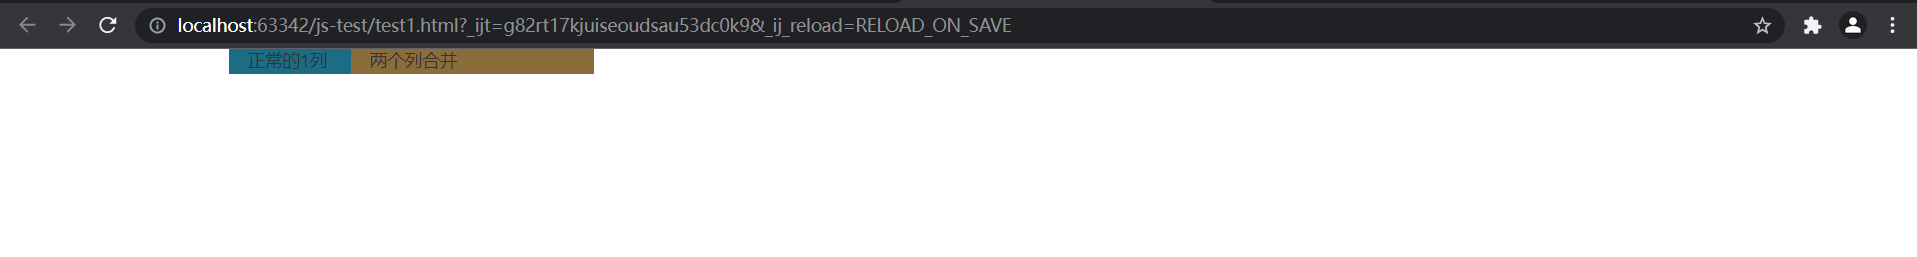 localhost:63342/js-test/test1.html?_ijt=g82rt17kjuiseoudsau53dc0k9&_ij_reload=RELOAD_ON_SAVE
正常的1列 两个列合并